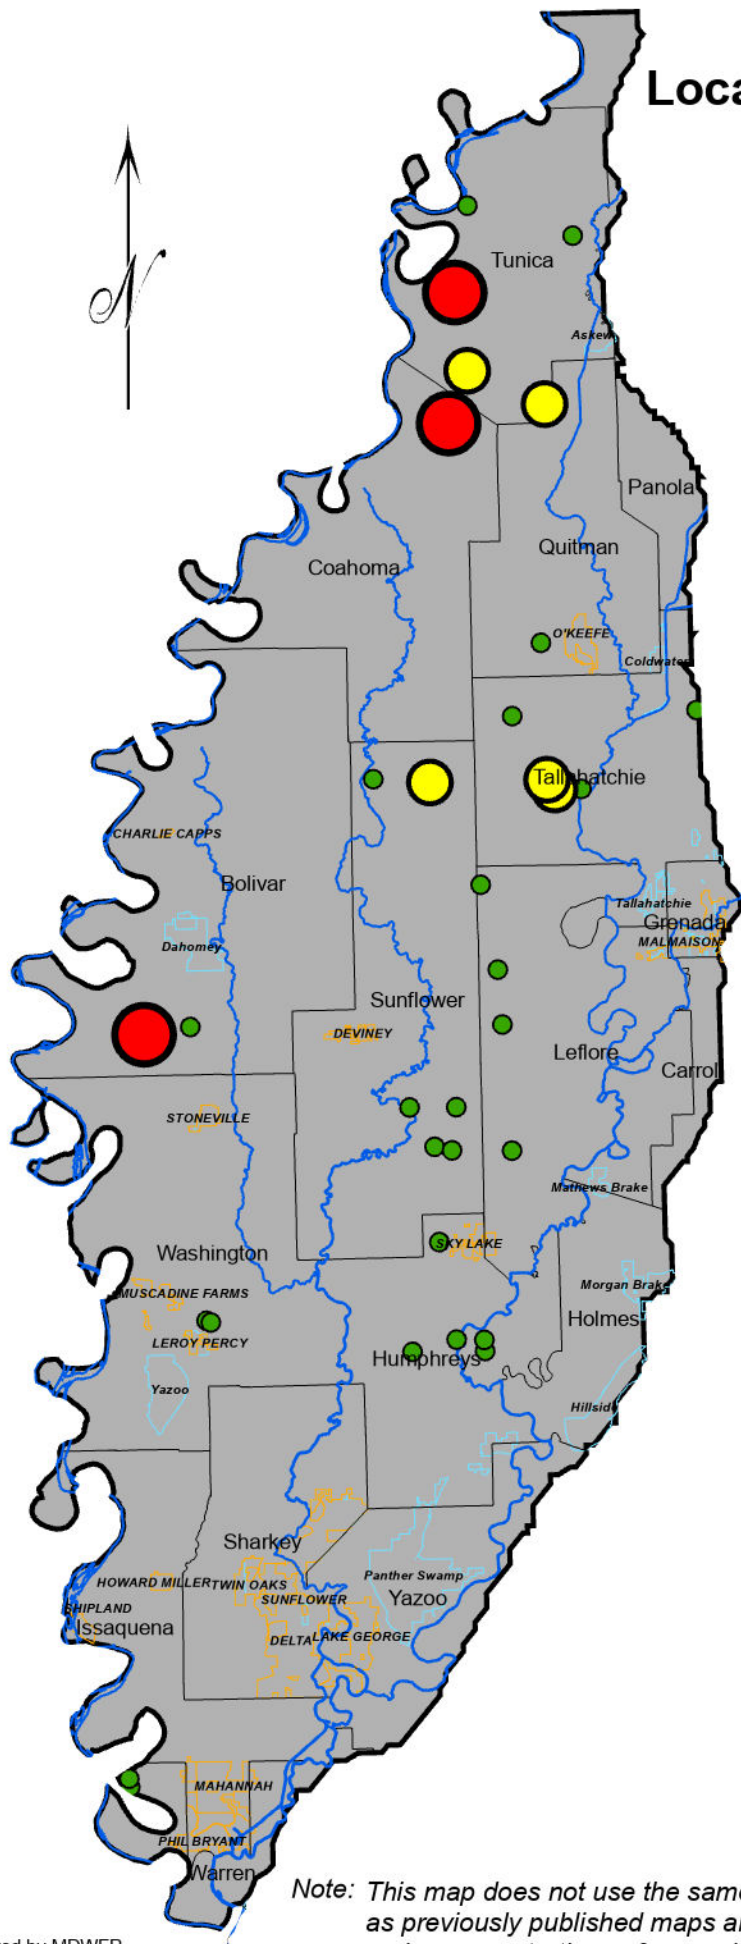 Loca
Tunica
Askew
Panola
Quitman
Coahoma
O'KEEFE
Coldwater
Tallahatchie
CHARLIE CAPPS
Bolivar
Tallahatchie
Grenada
Dahomey
MALMAISON
Sunflower
DEVINEY
Leflore
Carrol
STONEVILLE
Mathews Brake
Washington
SKY LAKE
Morgan Brake
MUSCADINE FARMS
Holmes
LEROY PERCY
Humphreys
Yazoo
Hillside
Sharkey
Panther Swamp
HOWARD MILLER
TWIN OAKS
Yazoo
SUNFLOWER
SHIPLAND
Issaquena
DELTA
LAKE GEORGE
MAHANNAH
PHIL BRYANT
Warren
Note: This map does not use the same
as previously published maps a